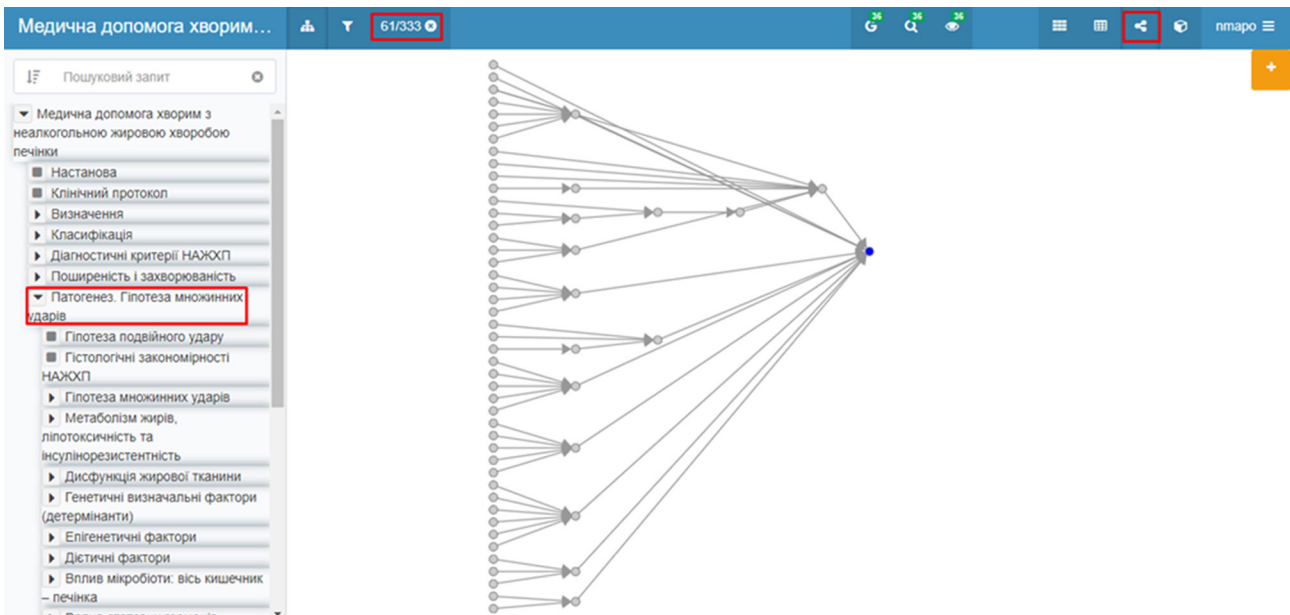 Медична допомога хворим...
61/333
36
36
36
nmapo
Пошуковий запит
+
Медична допомога хворим з
неалкогольною жировою хворобою
печінки
Настанова
Клінічний протокол
Визначення
Класифікація
Діагностичні критерії НАЖХП
Поширеність і захворюваність
Патогенез. Гіпотеза множинних
ударів
Гіпотеза подвійного удару
Гістологічні закономірності
НАЖХП
Гіпотеза множинних ударів
Метаболізм жирів,
ліпотоксичність та
інсулінорезистентність
Дисфункція жирової тканини
Генетичні визначальні фактори
(детермінанти)
Епігенетичні фактори
Дієтичні фактори
Вплив мікробіоти: вісь кишечник
– печінка